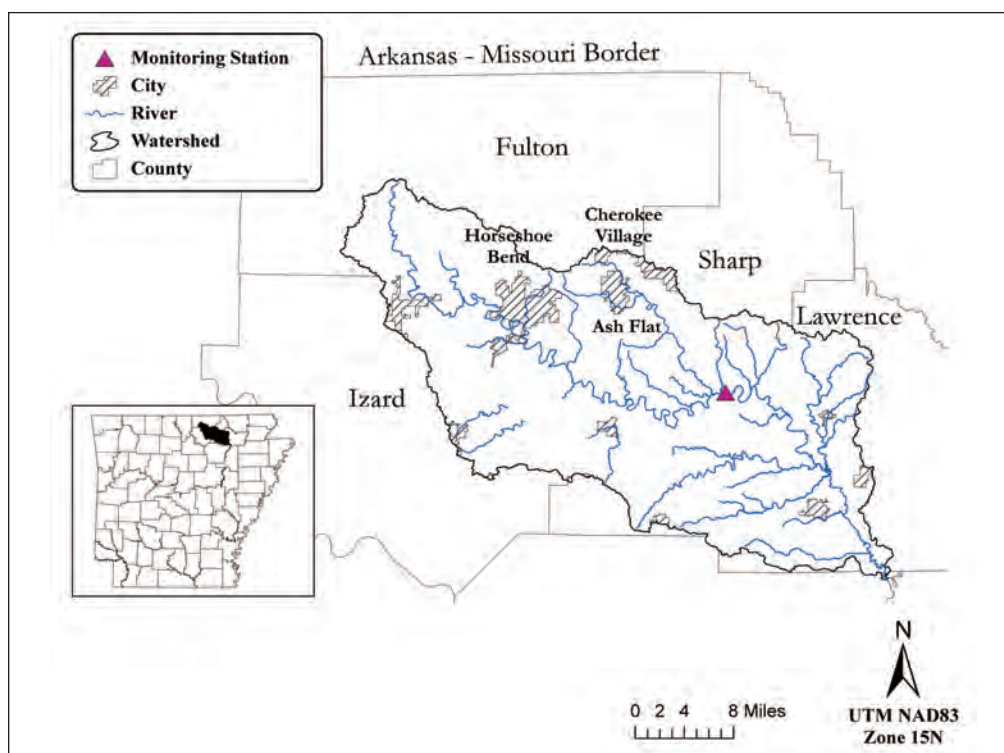 Monitoring Station
City
River
Watershed
County
Arkansas - Missouri Border
Fulton
Cherokee
Village
Horseshoe
Bend
Sharp
Lawrence
Ash Flat
Izard
N
0 2 4 8 Miles
UTM NAD83
Zone 15N